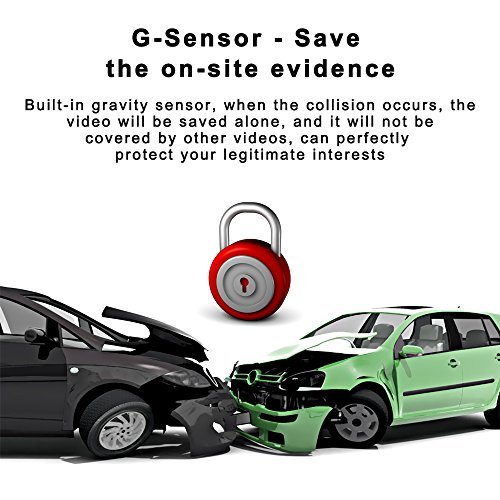 G-Sensor - Save
the on-site evidence
Built-in gravity sensor, when the collision occurs, the
video will be saved alone, and it will not be
covered by other videos, can perfectly
protect your legitimate interests